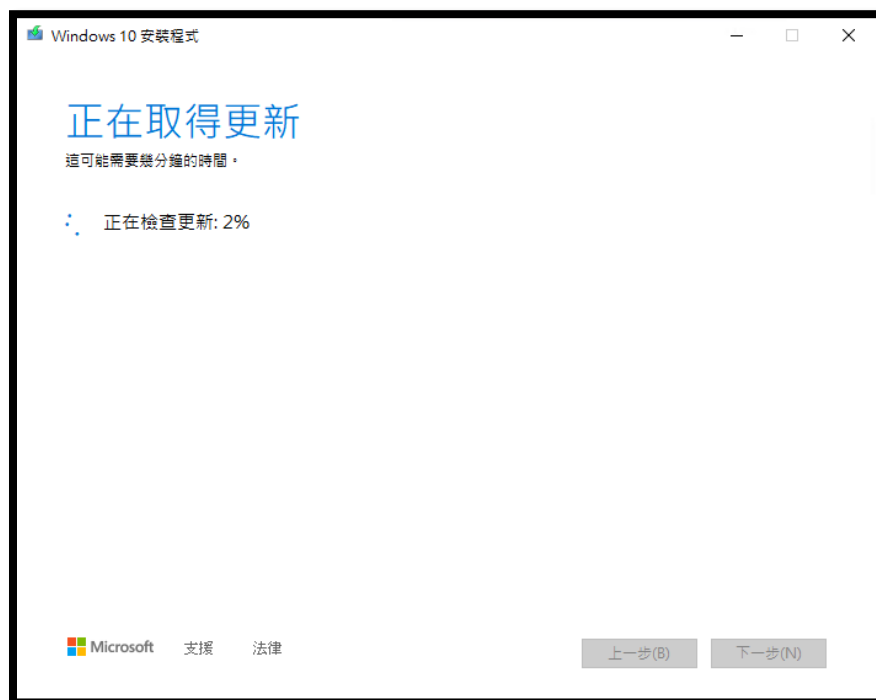 Windows 10 安裝程式
正在取得更新
這可能需要幾分鐘的時間。
正在檢查更新: 2%
Microsoft 支援 法律 上一步(B) 下一步(N)